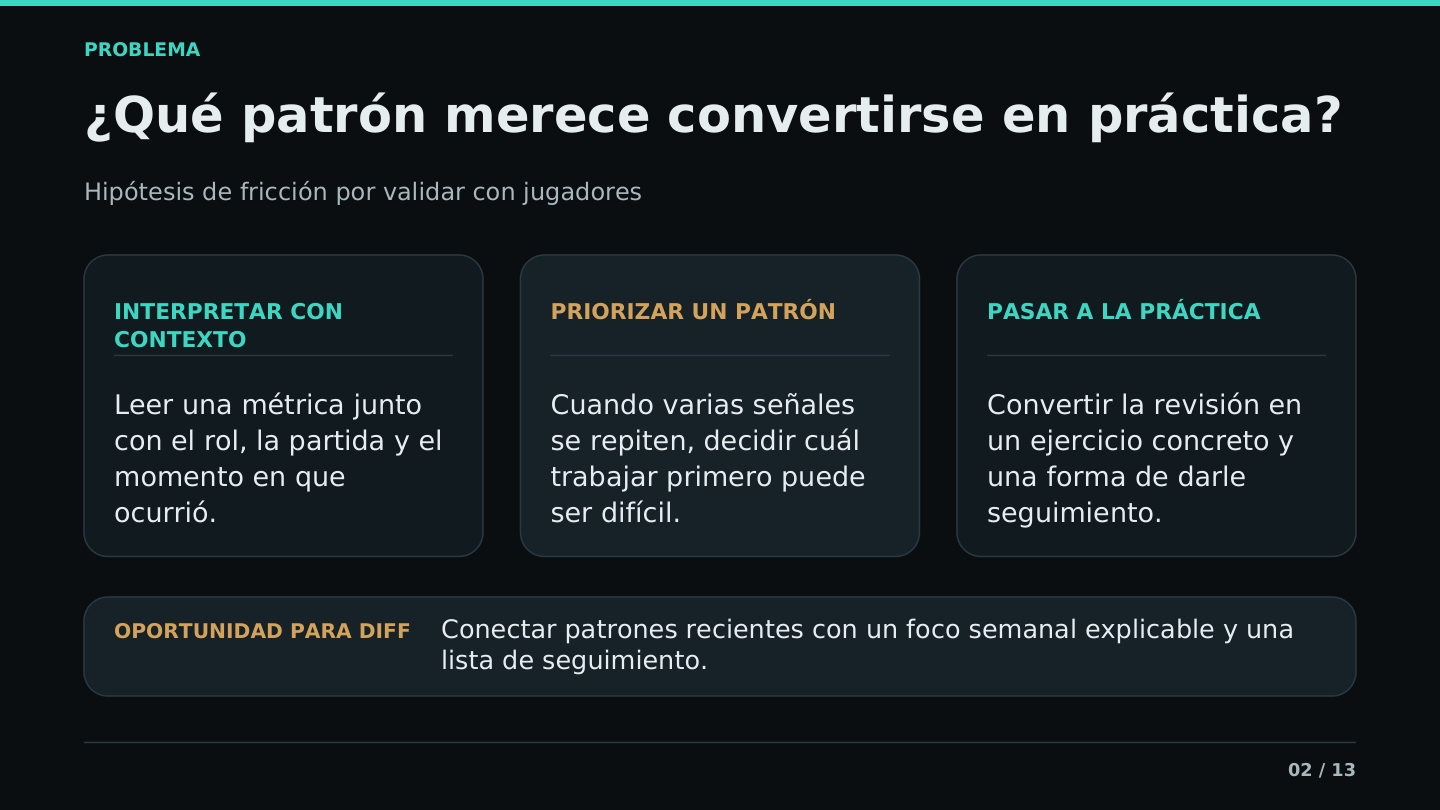 PROBLEMA
¿Qué patrón merece convertirse en práctica?
Hipótesis de fricción por validar con jugadores
INTERPRETAR CON
CONTEXTO
Leer una métrica junto
con el rol, la partida y el
momento en que
ocurrió.
PRIORIZAR UN PATRÓN
Cuando varias señales
se repiten, decidir cuál
trabajar primero puede
ser difícil.
PASAR A LA PRÁCTICA
Convertir la revisión en
un ejercicio concreto y
una forma de darle
seguimiento.
OPORTUNIDAD PARA DIFF
Conectar patrones recientes con un foco semanal explicable y una
lista de seguimiento.
02 / 13